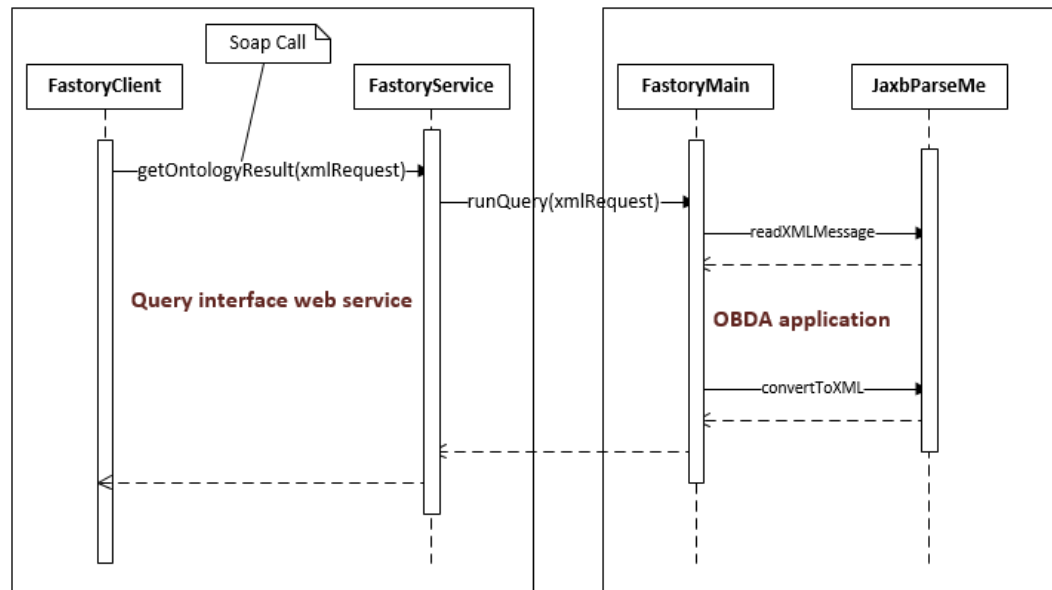 Soap Call
FastoryClient
FastoryService
FastoryMain
JaxbParseMe
getOntologyResult(xmlRequest)
runQuery(xmlRequest)
readXMLMessage
Query interface web service
OBDA application
convertToXML